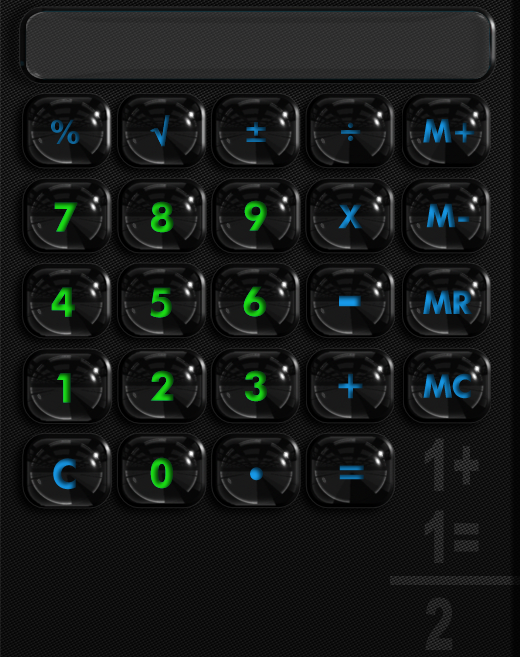 % √ ± ÷ M+
7 8 9 X M-
4 5 6 - MR
1 2 3 + MC
C 0 . =
1+
1=
2